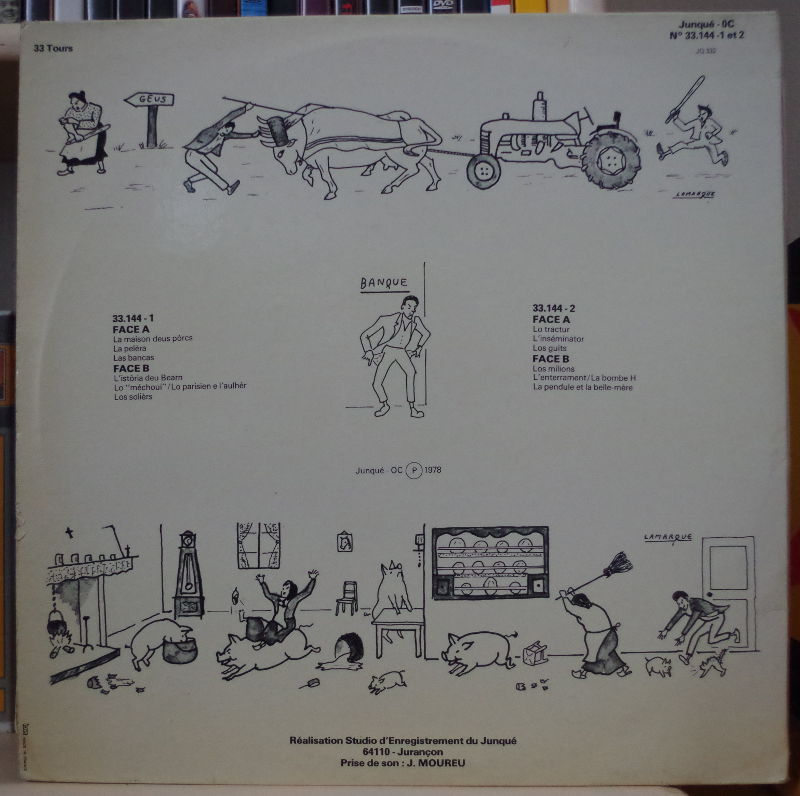 33 Tours
Junqué - OC
N° 33.144 -1 et 2
JQ 332
GEUS
LAMARQUE
BANQUE
33.144 - 1
FACE A
La maison deus pòrcs
La pelèra
Las bancas
FACE B
L'istòria deu Bearn
Lo "méchoui"/Lo parisien e l'aulhèr
Los solièrs
33.144 - 2
FACE A
Lo tractur
L'inséminator
Los guits
FACE B
Los milions
L'enterrament/La bombe H
La pendule et la belle-mère
Junqué - OC P 1978
LAMARQUE
Réalisation Studio d'Enregistrement du Junqué
64110 - Jurançon
Prise de son : J. MOUREU